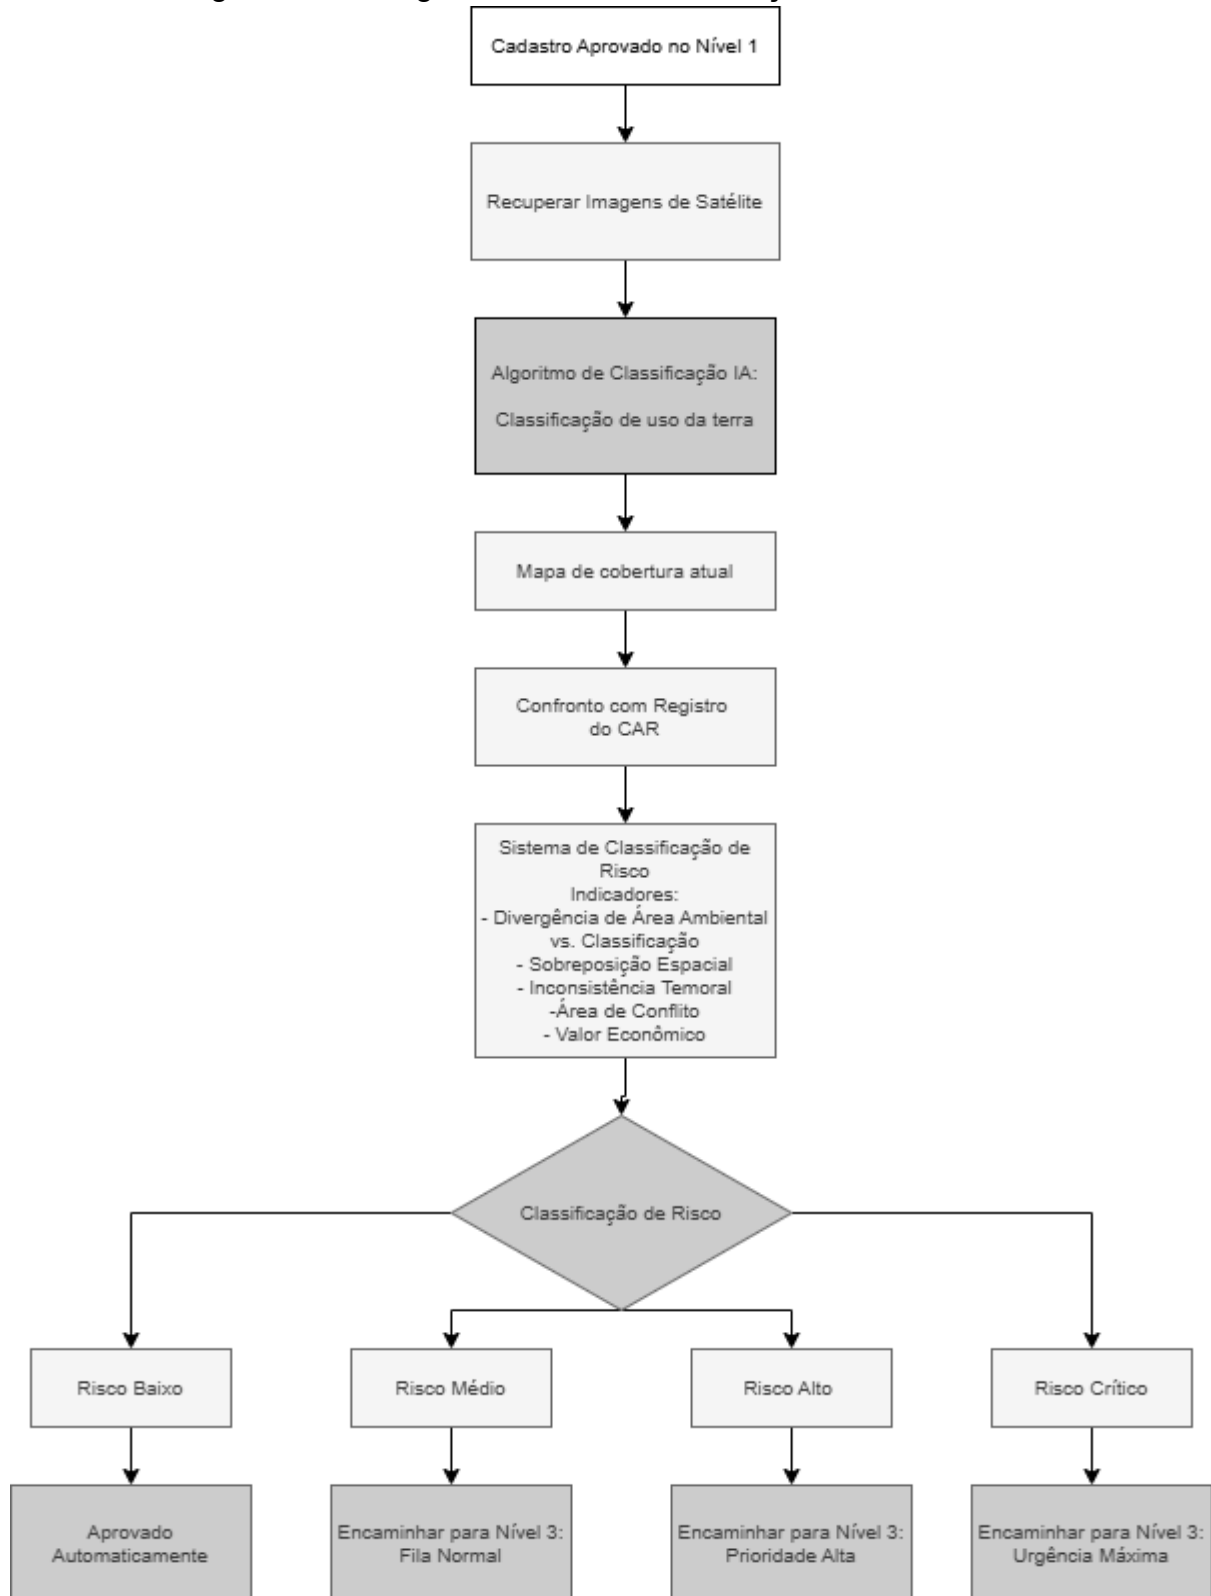 Cadastro Aprovado no Nível 1
Recuperar Imagens de Satélite
Algoritmo de Classificação IA:
Classificação de uso da terra
Mapa de cobertura atual
Confronto com Registro
do CAR
Sistema de Classificação de
Risco
Indicadores:
- Divergência de Área Ambiental
vs. Classificação
- Sobreposição Espacial
- Inconsistência Temoral
-Área de Conflito
- Valor Econômico
Classificação de Risco
Risco Baixo
Risco Médio
Risco Alto
Risco Crítico
Aprovado
Automaticamente
Encaminhar para Nível 3:
Fila Normal
Encaminhar para Nível 3:
Prioridade Alta
Encaminhar para Nível 3:
Urgência Máxima